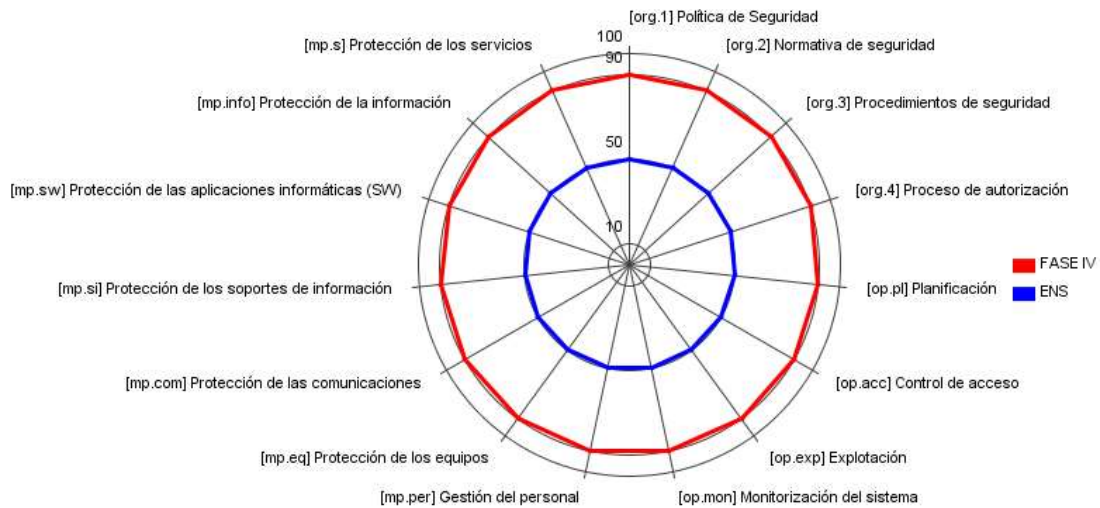 [org.1] Política de Seguridad
[org.2] Normativa de seguridad
[org.3] Procedimientos de seguridad
[org.4] Proceso de autorización
[op.pl] Planificación
[op.acc] Control de acceso
[op.exp] Explotación
[op.mon] Monitorización del sistema
[mp.per] Gestión del personal
[mp.eq] Protección de los equipos
[mp.com] Protección de las comunicaciones
[mp.si] Protección de los soportes de información
[mp.sw] Protección de las aplicaciones informáticas (SW)
[mp.info] Protección de la información
[mp.s] Protección de los servicios
100
90
50
10
FASE IV
ENS